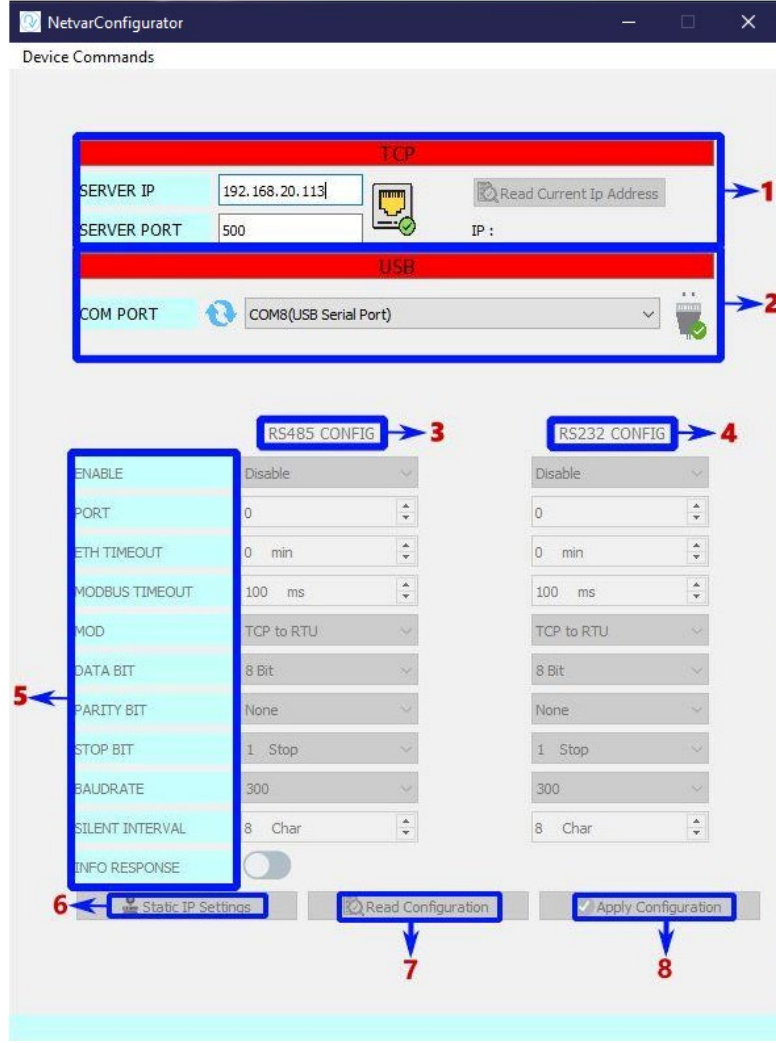 NetvarConfigurator
Device Commands
TCP
SERVER IP 192.168.20.113 Read Current Ip Address 1
SERVER PORT 500 IP :
USB
COM PORT COM8(USB Serial Port) 2
RS485 CONFIG 3 RS232 CONFIG 4
ENABLE Disable Disable
PORT 0 0
ETH TIMEOUT 0 min 0 min
MODBUS TIMEOUT 100 ms 100 ms
MOD TCP to RTU TCP to RTU
DATA BIT 8 Bit 8 Bit
5 PARITY BIT None None
STOP BIT 1 Stop 1 Stop
BAUDRATE 300 300
SILENT INTERVAL 8 Char 8 Char
INFO RESPONSE
6 Static IP Settings Read Configuration Apply Configuration
7 8